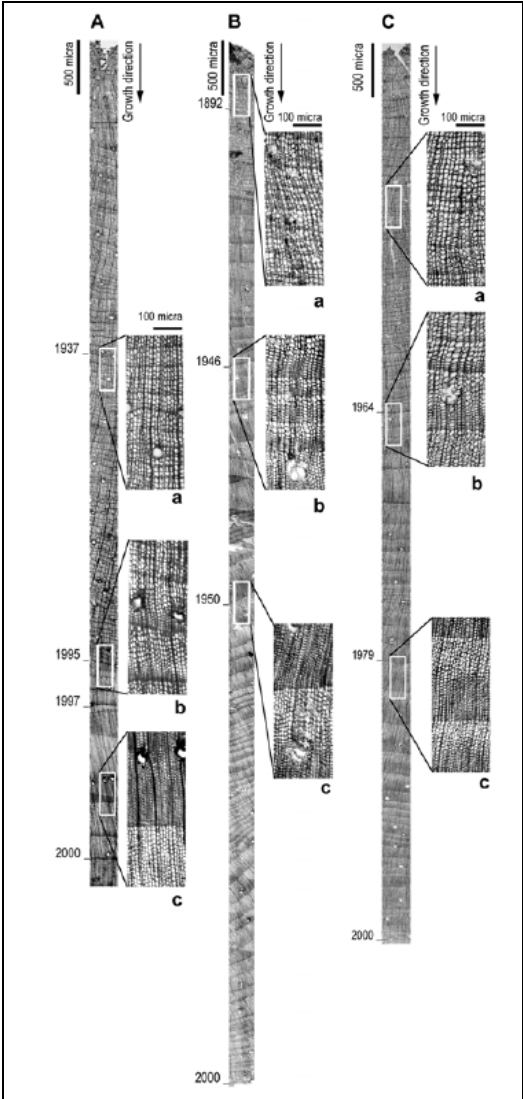 A
500 micra
Growth direction
1937
100 micra
a
1995
b
1997
2000
c
B
500 micra
Growth direction
1892
100 micra
a
1946
b
1950
c
2000
C
500 micra
Growth direction
100 micra
a
1964
b
1979
c
2000